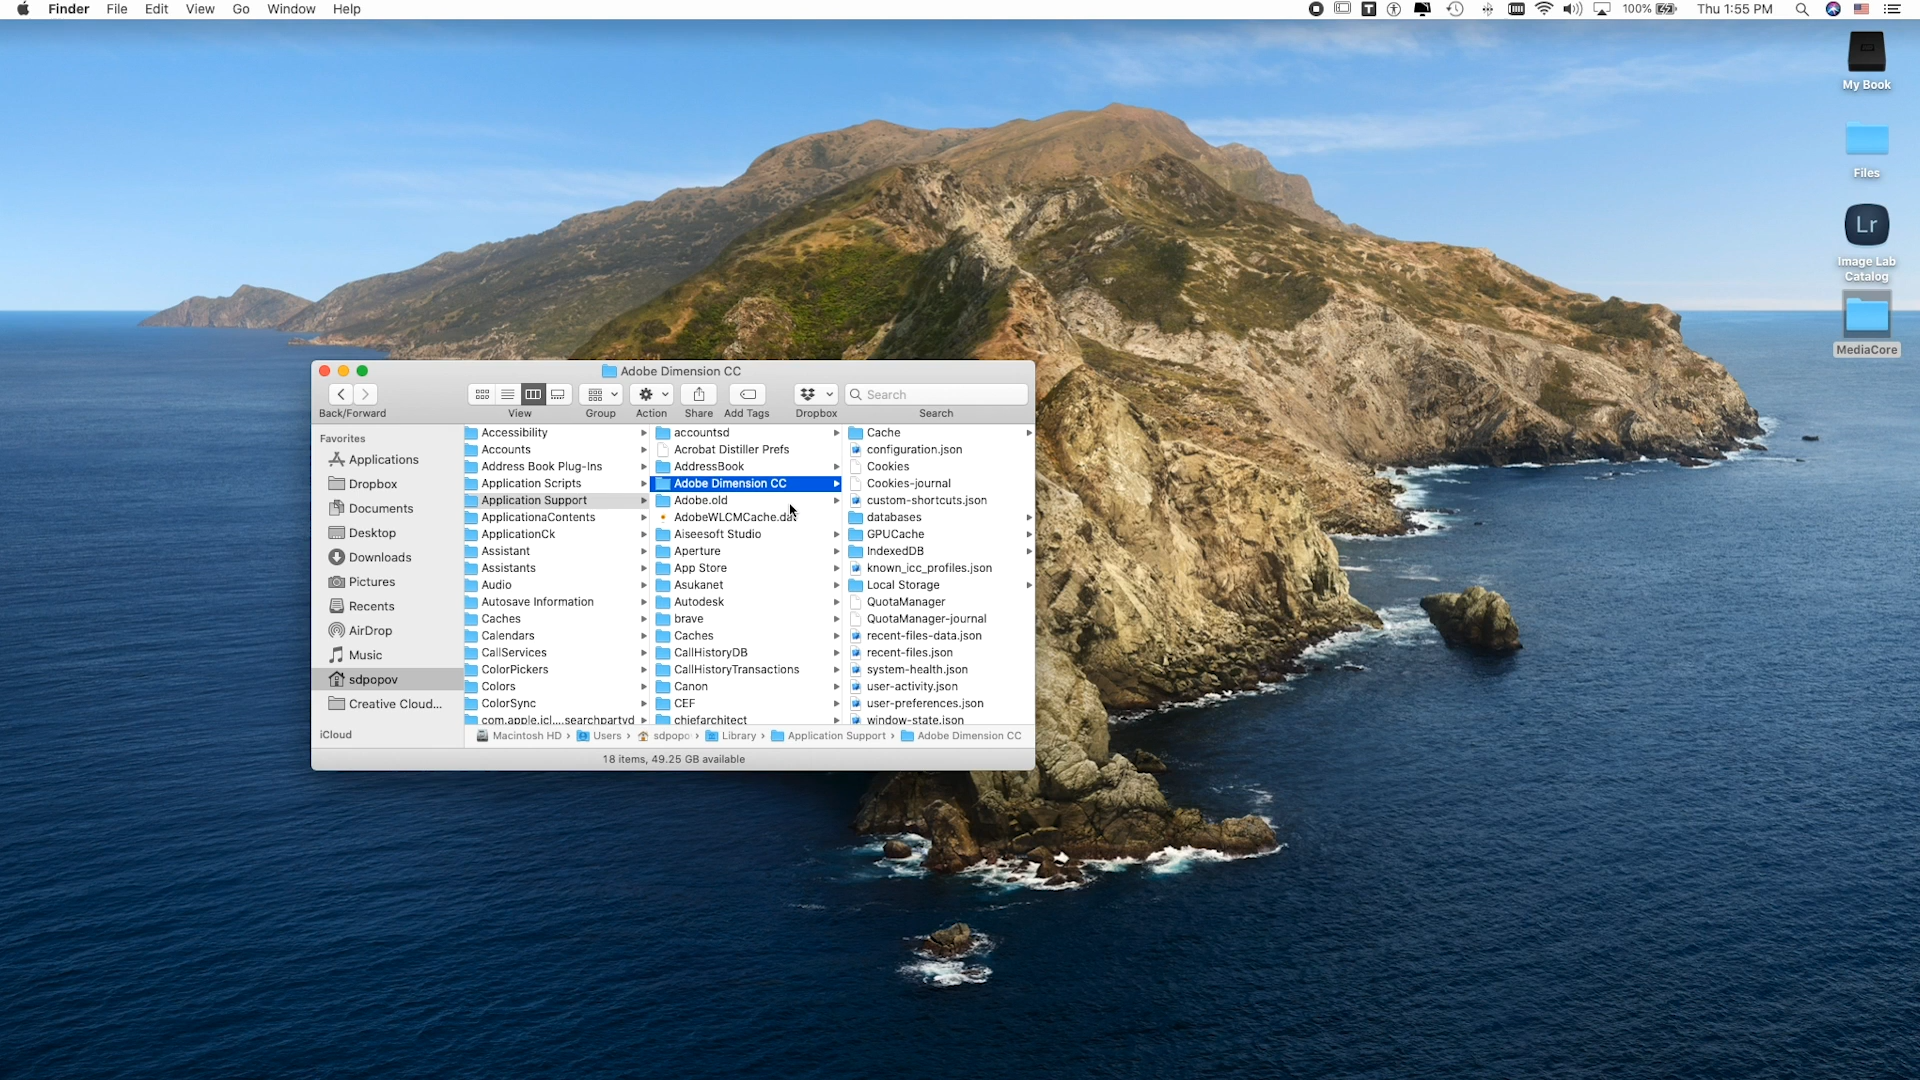 Finder File Edit View Go Window Help
100% Thu 1:55 PM
My Book
Files
Lr
Image Lab
Catalog
MediaCore
Adobe Dimension CC
Search
Back/Forward View Group Action Share Add Tags Dropbox Search
Favorites
Applications
Dropbox
Documents
Desktop
Downloads
Pictures
Recents
AirDrop
Music
sdpopov
Creative Cloud...
iCloud
Accessibility
Accounts
Address Book Plug-Ins
Application Scripts
Application Support
ApplicationaContents
ApplicationCk
Assistant
Assistants
Audio
Autosave Information
Caches
Calendars
CallServices
ColorPickers
Colors
ColorSync
com.apple.icl....searchpartyd
accountsd
Acrobat Distiller Prefs
AddressBook
Adobe Dimension CC
Adobe.old
AdobeWLCMCache.dat
Aiseesoft Studio
Aperture
App Store
Asukanet
Autodesk
brave
Caches
CallHistoryDB
CallHistoryTransactions
Canon
CEF
chiefarchitect
Cache
configuration.json
Cookies
Cookies-journal
custom-shortcuts.json
databases
GPUCache
IndexedDB
known_icc_profiles.json
Local Storage
QuotaManager
QuotaManager-journal
recent-files-data.json
recent-files.json
system-health.json
user-activity.json
user-preferences.json
window-state.json
Macintosh HD › Users › sdpopo › Library › Application Support › Adobe Dimension CC
18 items, 49.25 GB available